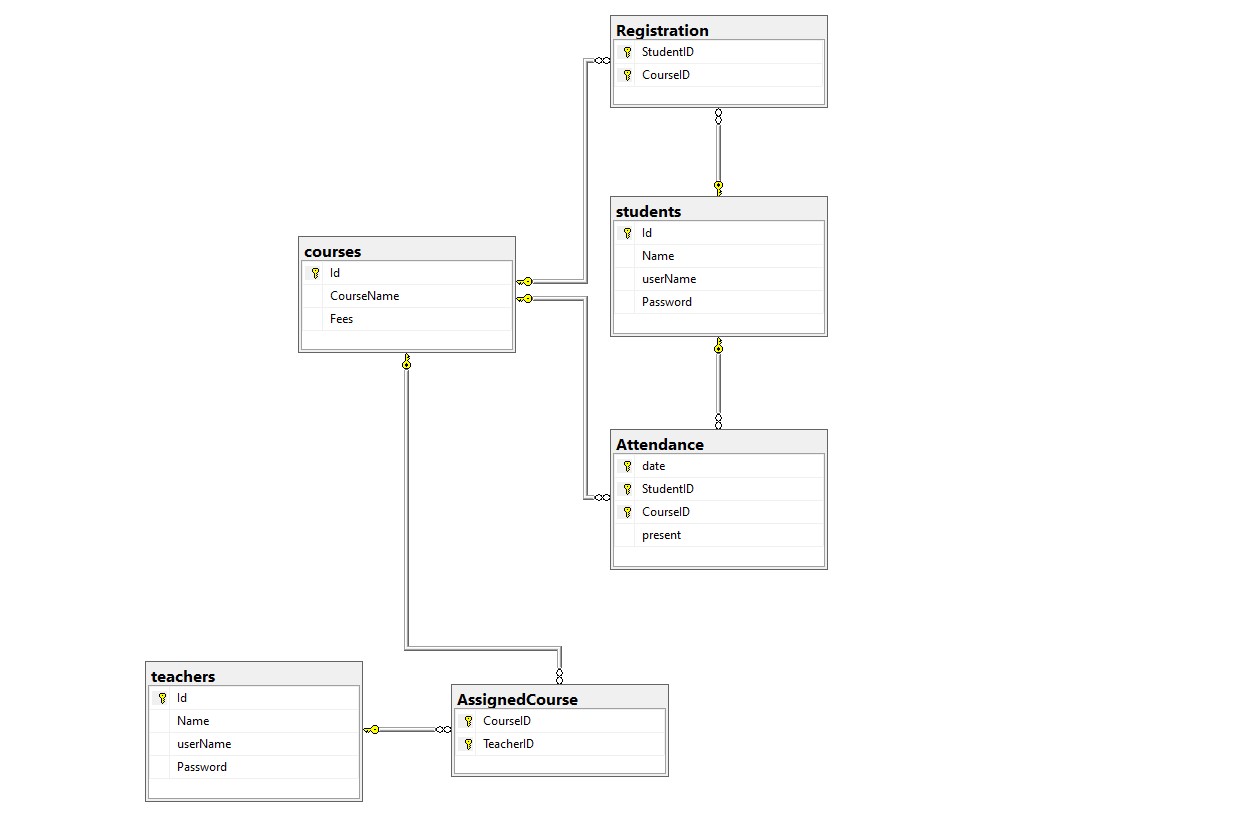 Registration
StudentID
CourseID
students
Id
Name
userName
Password
courses
Id
CourseName
Fees
Attendance
date
StudentID
CourseID
present
teachers
Id
Name
userName
Password
AssignedCourse
CourseID
TeacherID